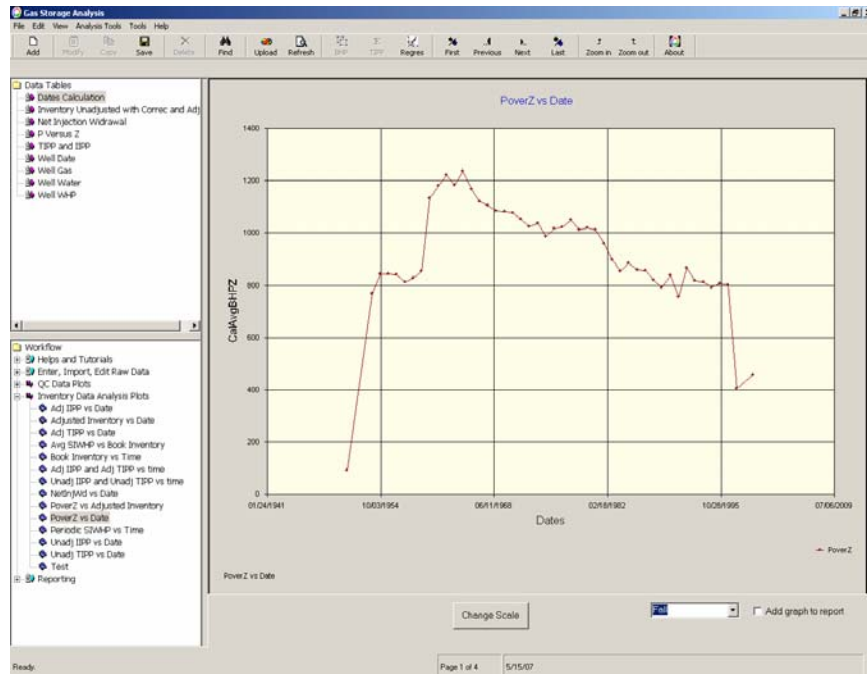 Gas Storage Analysis
File Edit View Analysis Tools Tools Help
Add Modify Copy Save Delete Find Upload Refresh BHP TIPP Regres First Previous Next Last Zoom in Zoom out About
Data Tables
Dates Calculation
Inventory Unadjusted with Correc and Adj
Net Injection Widrawal
P Versus Z
TIPP and IIPP
Well Date
Well Gas
Well Water
Well WHP
Workflow
Helps and Tutorials
Enter, Import, Edit Raw Data
QC Data Plots
Inventory Data Analysis Plots
Adj IIPP vs Date
Adjusted Inventory vs Date
Adj TIPP vs Date
Avg SIWHP vs Book Inventory
Book Inventory vs Time
Adj IIPP and Adj TIPP vs time
Unadj IIPP and Unadj TIPP vs time
NetInjWd vs Date
PowerZ vs Adjusted Inventory
PoverZ vs Date
Periodic SIWHP vs Time
Unadj IIPP vs Date
Unadj TIPP vs Date
Test
Reporting
PoverZ vs Date
CalAvgBHPZ
1400
1200
1000
800
600
400
200
0
01/24/1941 10/03/1954 06/11/1968 02/18/1982 10/28/1995 07/06/2009
Dates
PoverZ
PoverZ vs Date
Change Scale
Fall
Add graph to report
Ready.
Page 1 of 4
5/15/07